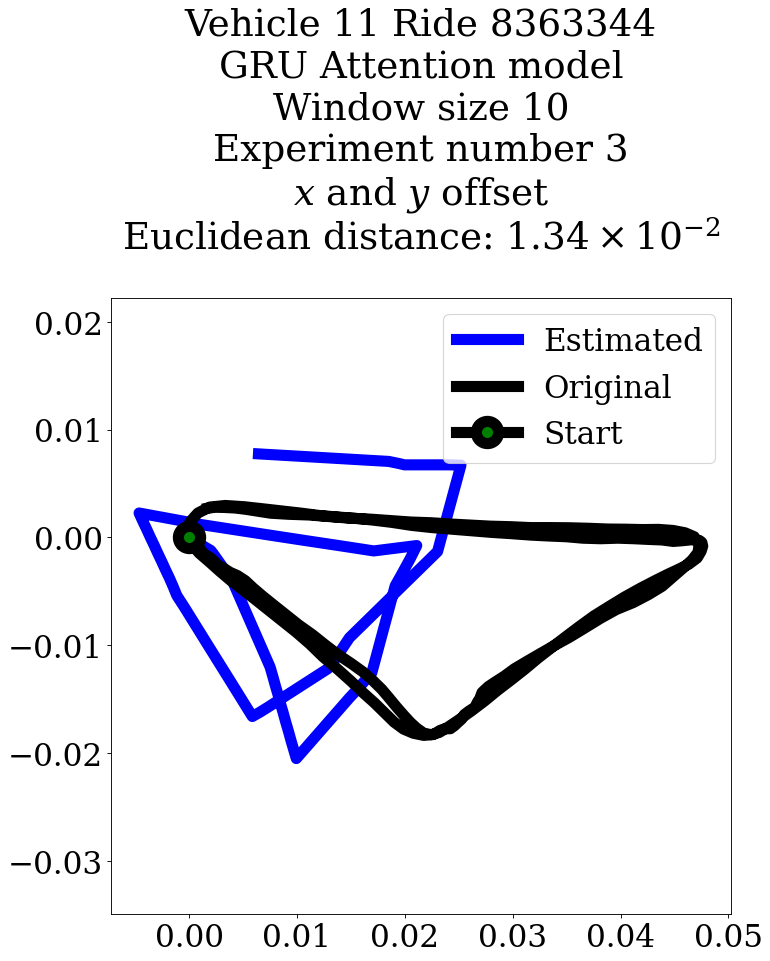 Vehicle 11 Ride 8363344
GRU Attention model
Window size 10
Experiment number 3
x and y offset
Euclidean distance: 1.34 × 10⁻²
Estimated
Original
Start
0.02
0.01
0.00
−0.01
−0.02
−0.03
0.00 0.01 0.02 0.03 0.04 0.05